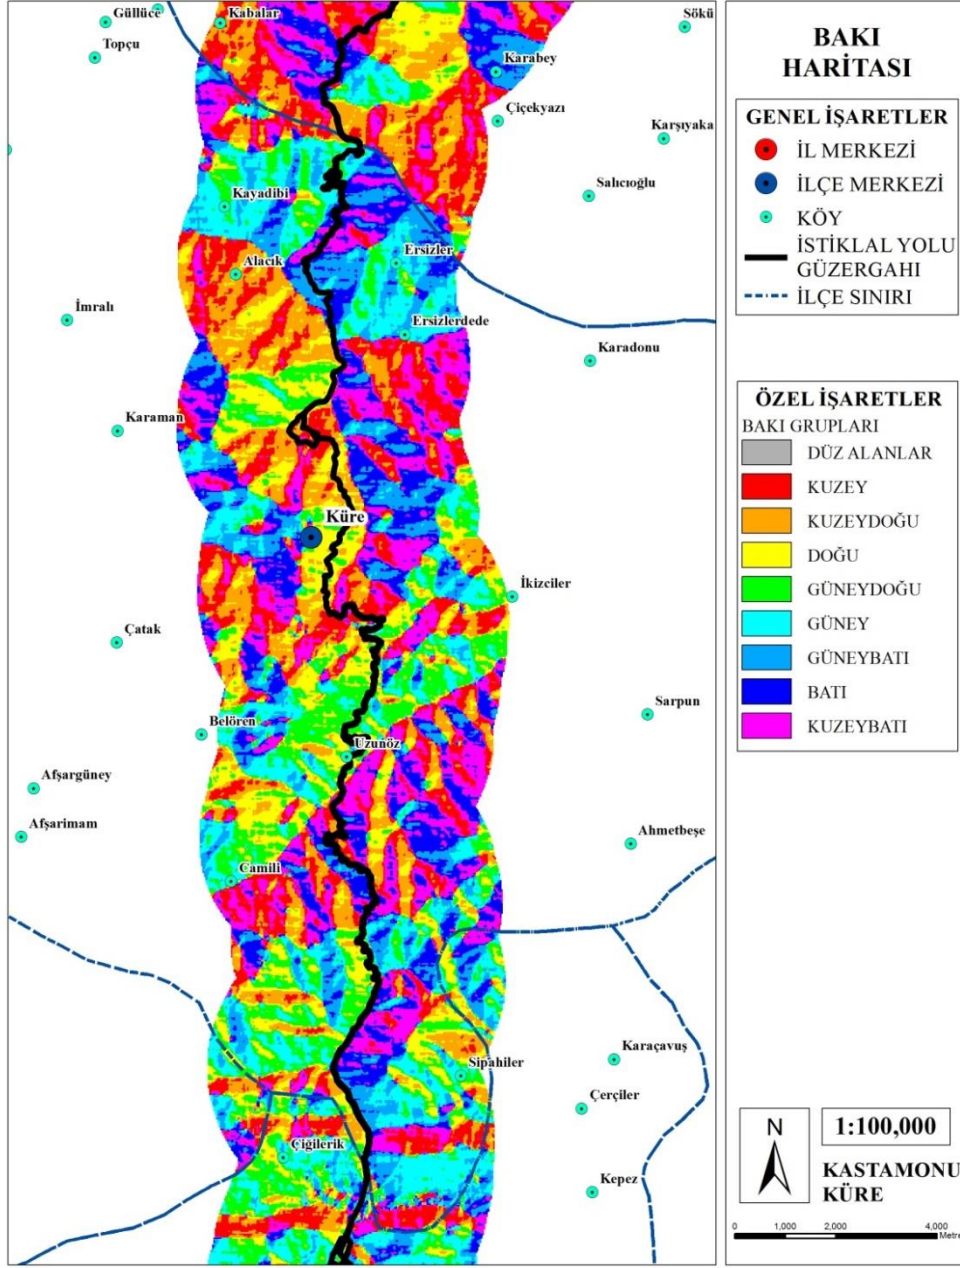 Güllüce
Kabalar
Sökü
Topçu
Karabey
Çiçekyazı
Karşıyaka
Salıcıoğlu
Kayadibi
Ersizler
Alacık
İmralı
Ersizlerdede
Karadonu
Karaman
Küre
İkizciler
Çatak
Sarpun
Belören
Uzunöz
Afşargüney
Afşarimam
Ahmetbeşe
Camili
Karaçavuş
Sipahiler
Çerçiler
Çiğilerik
Kepez
BAKI
HARİTASI
GENEL İŞARETLER
İL MERKEZİ
İLÇE MERKEZİ
KÖY
İSTİKLAL YOLU
GÜZERGAHI
İLÇE SINIRI
ÖZEL İŞARETLER
BAKI GRUPLARI
DÜZ ALANLAR
KUZEY
KUZEYDOĞU
DOĞU
GÜNEYDOĞU
GÜNEY
GÜNEYBATI
BATI
KUZEYBATI
N
1:100,000
KASTAMONU
KÜRE
0 1,000 2,000 4,000
Metre